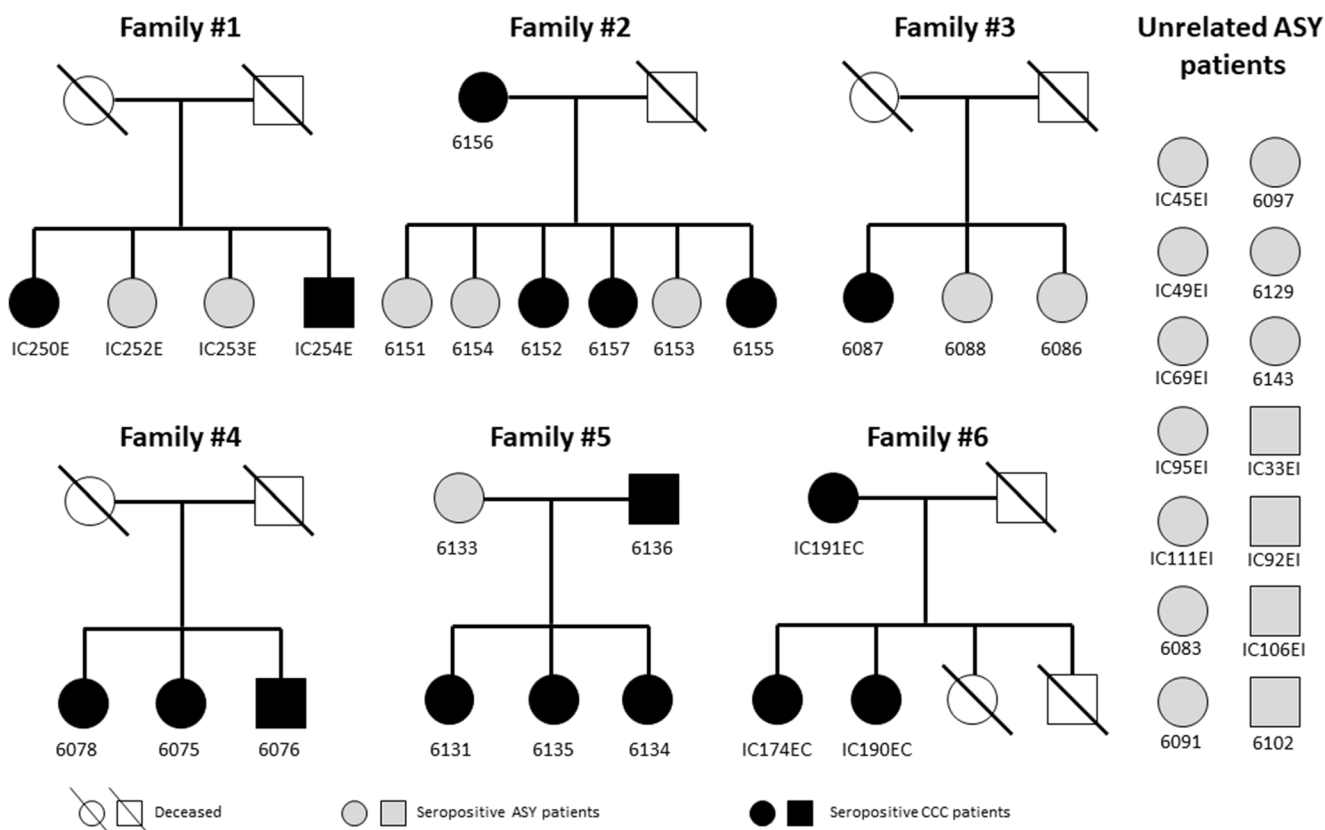 Family #1
Family #2
Family #3
Unrelated ASY
patients
6156
IC250E
IC252E
IC253E
IC254E
6151
6154
6152
6157
6153
6155
6087
6088
6086
IC45EI
6097
IC49EI
6129
IC69EI
6143
IC95EI
IC33EI
IC111EI
IC92EI
6083
IC106EI
6091
6102
Family #4
Family #5
Family #6
6133
6136
IC191EC
6078
6075
6076
6131
6135
6134
IC174EC
IC190EC
Deceased
Seropositive ASY patients
Seropositive CCC patients